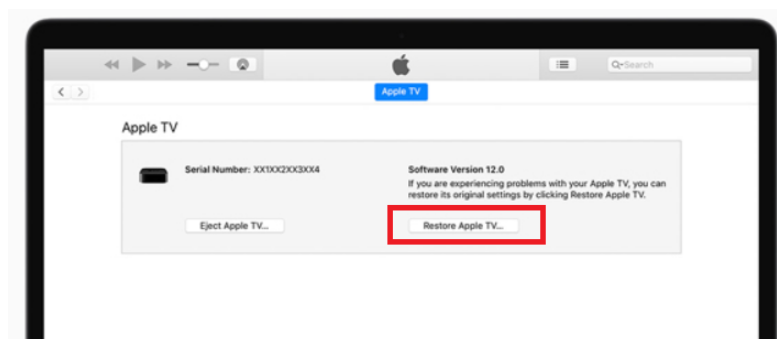 Search
Apple TV
Apple TV
Serial Number: XX1XX2XX3XX4
Software Version 12.0
If you are experiencing problems with your Apple TV, you can
restore its original settings by clicking Restore Apple TV.
Eject Apple TV...
Restore Apple TV...